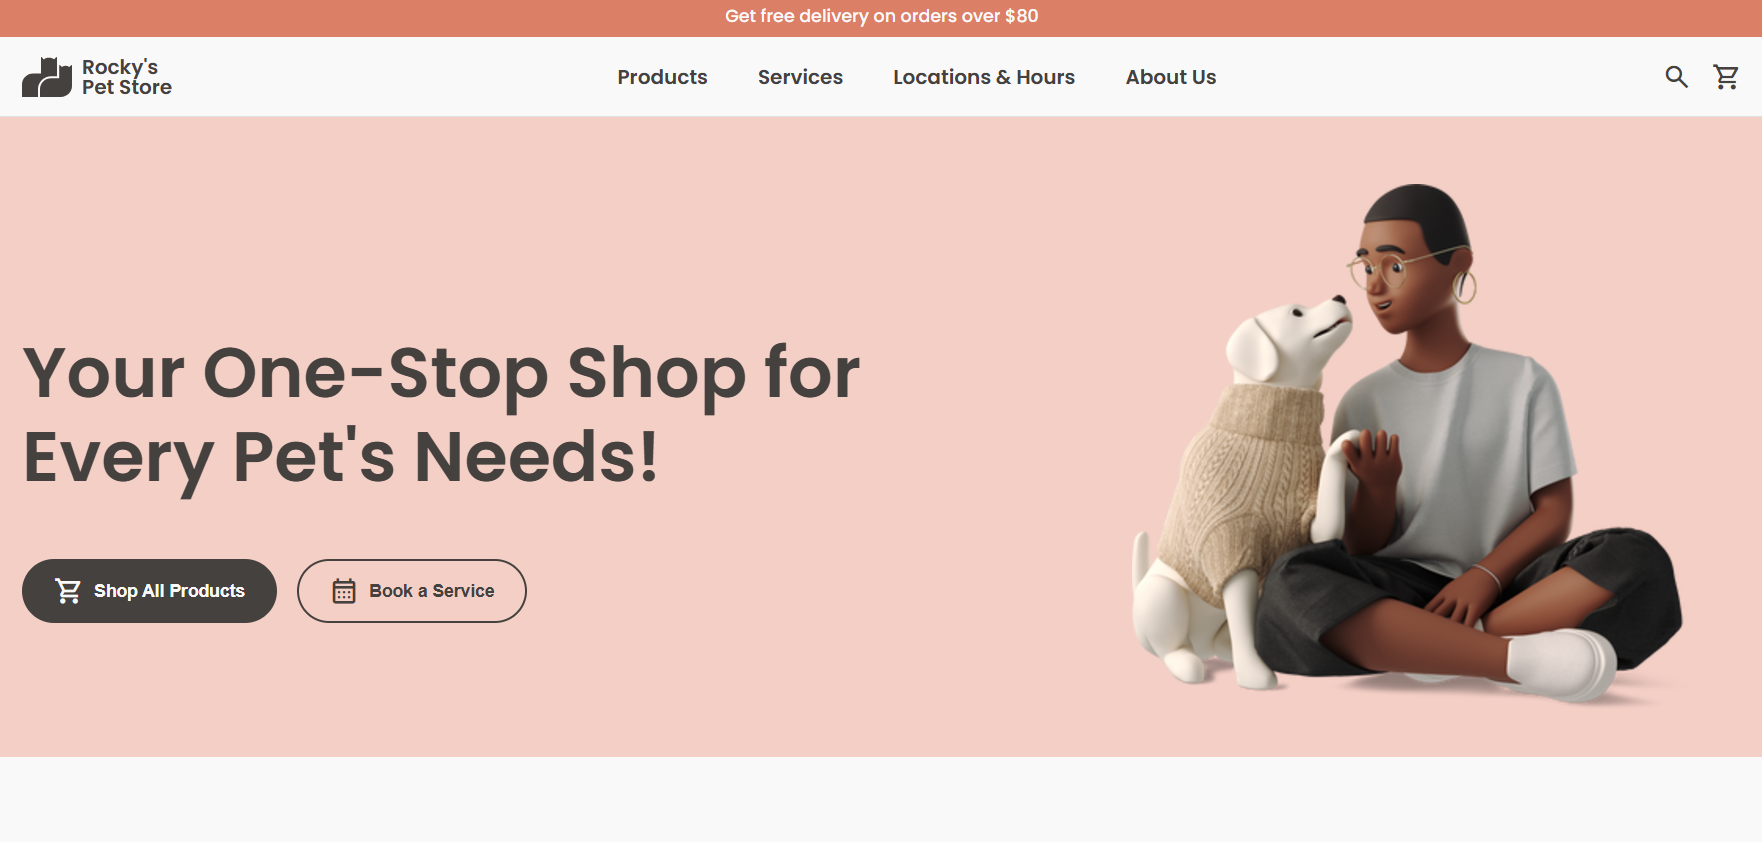 Get free delivery on orders over $80
Rocky's
Pet Store
Products
Services
Locations & Hours
About Us
Your One-Stop Shop for
Every Pet's Needs!
Shop All Products
Book a Service